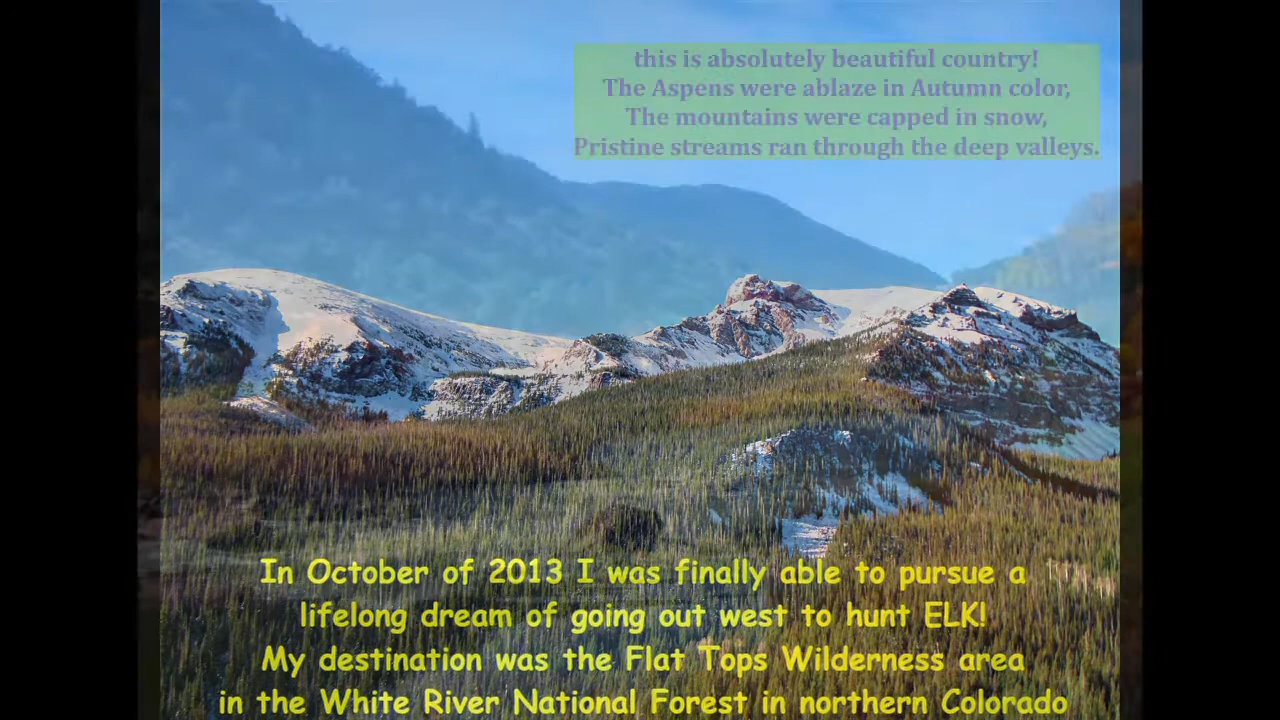 this is absolutely beautiful country!
The Aspens were ablaze in Autumn color,
The mountains were capped in snow,
Pristine streams ran through the deep valleys.
In October of 2013 I was finally able to pursue a
lifelong dream of going out west to hunt ELK!
My destination was the Flat Tops Wilderness area
in the White River National Forest in northern Colorado